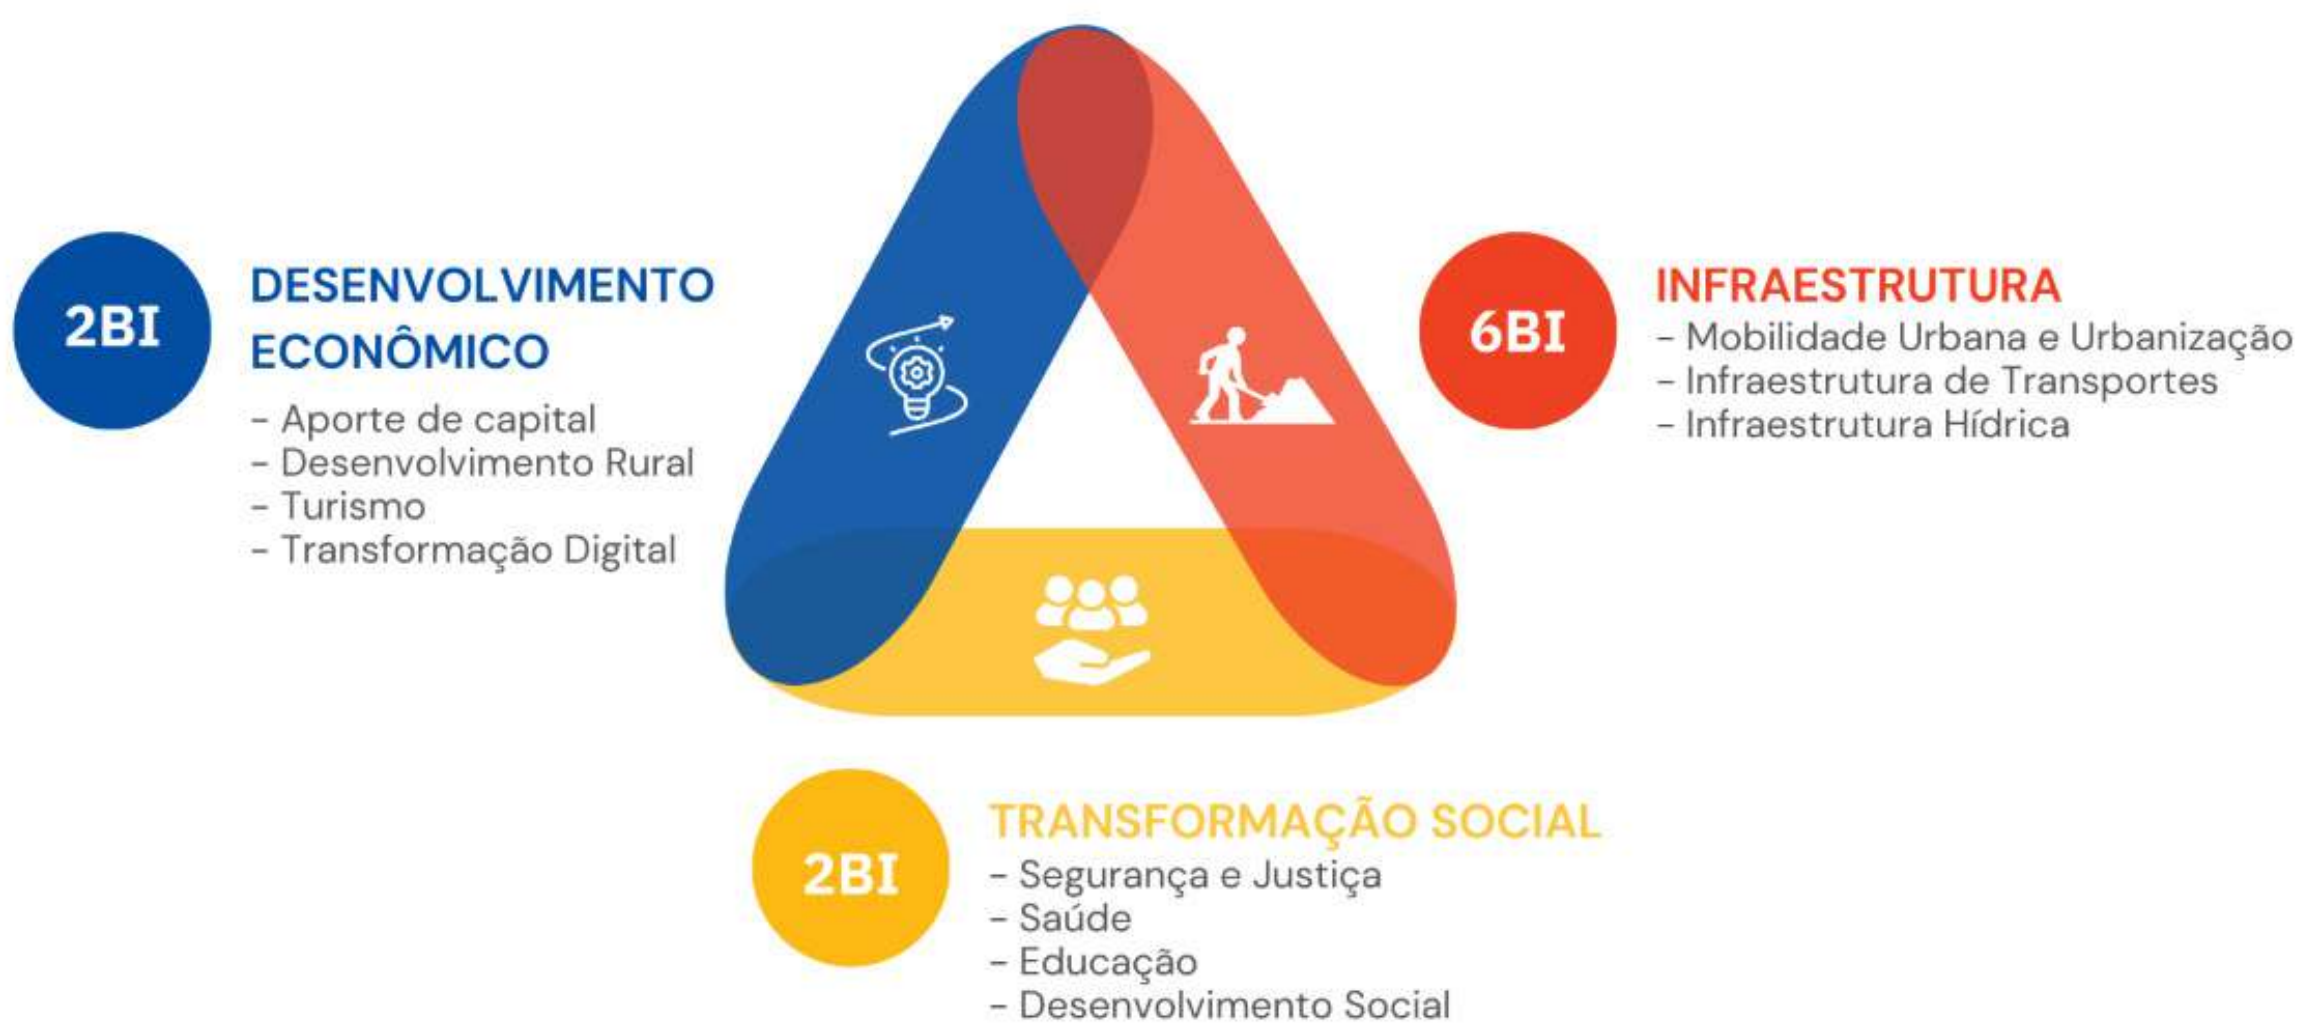 2BI
DESENVOLVIMENTO
ECONÔMICO
- Aporte de capital
- Desenvolvimento Rural
- Turismo
- Transformação Digital
6BI
INFRAESTRUTURA
- Mobilidade Urbana e Urbanização
- Infraestrutura de Transportes
- Infraestrutura Hídrica
2BI
TRANSFORMAÇÃO SOCIAL
- Segurança e Justiça
- Saúde
- Educação
- Desenvolvimento Social